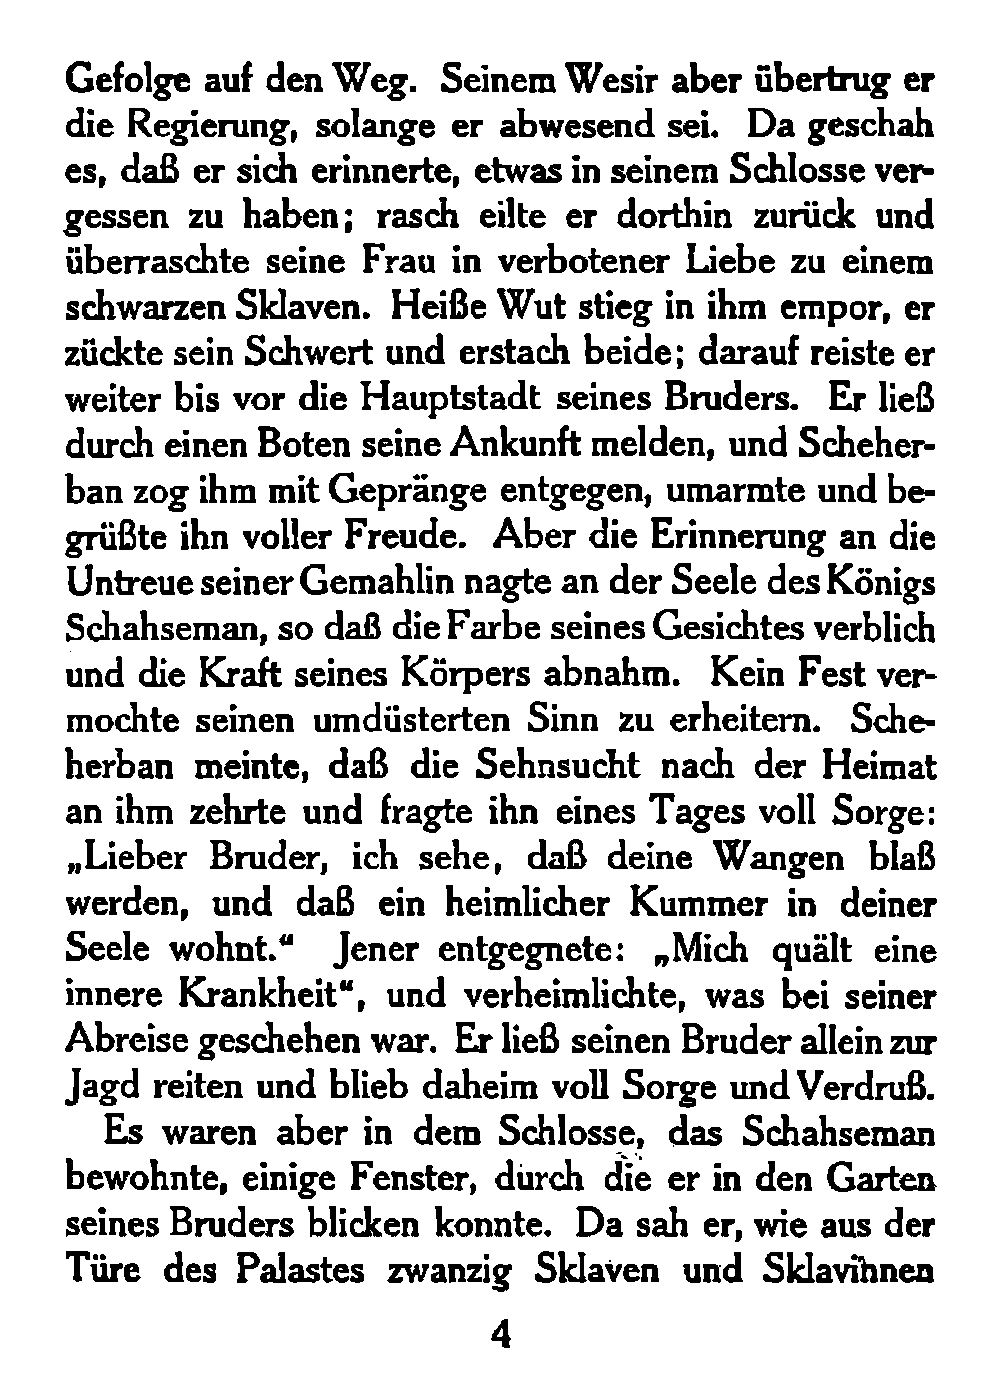 Gefolge auf den Weg. Seinem Wesir aber übertrug er
die Regierung, solange er abwesend sei. Da geschah
es, daß er sich erinnerte, etwas in seinem Schlosse ver-
gessen zu haben; rasch eilte er dorthin zurück und
überraschte seine Frau in verbotener Liebe zu einem
schwarzen Sklaven. Heiße Wut stieg in ihm empor, er
zückte sein Schwert und erstach beide; darauf reiste er
weiter bis vor die Hauptstadt seines Bruders. Er ließ
durch einen Boten seine Ankunft melden, und Scheher-
ban zog ihm mit Gepränge entgegen, umarmte und be-
grüßte ihn voller Freude. Aber die Erinnerung an die
Untreue seiner Gemahlin nagte an der Seele des Königs
Schahseman, so daß die Farbe seines Gesichtes verblich
und die Kraft seines Körpers abnahm. Kein Fest ver-
mochte seinen umdüsterten Sinn zu erheitern. Sche-
herban meinte, daß die Sehnsucht nach der Heimat
an ihm zehrte und fragte ihn eines Tages voll Sorge:
„Lieber Bruder, ich sehe, daß deine Wangen blaß
werden, und daß ein heimlicher Kummer in deiner
Seele wohnt.“ Jener entgegnete: „Mich quält eine
innere Krankheit“, und verheimlichte, was bei seiner
Abreise geschehen war. Er ließ seinen Bruder allein zur
Jagd reiten und blieb daheim voll Sorge und Verdruß.
Es waren aber in dem Schlosse, das Schahseman
bewohnte, einige Fenster, durch die er in den Garten
seines Bruders blicken konnte. Da sah er, wie aus der
Türe des Palastes zwanzig Sklaven und Sklavinnen
4